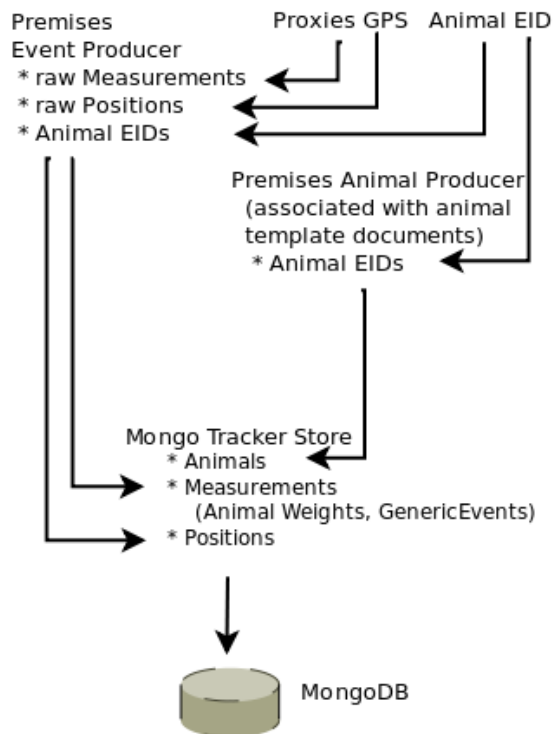 Premises
Event Producer
* raw Measurements
* raw Positions
* Animal EIDs
Proxies GPS
Animal EID
Premises Animal Producer
(associated with animal
template documents)
* Animal EIDs
Mongo Tracker Store
* Animals
* Measurements
(Animal Weights, GenericEvents)
* Positions
MongoDB